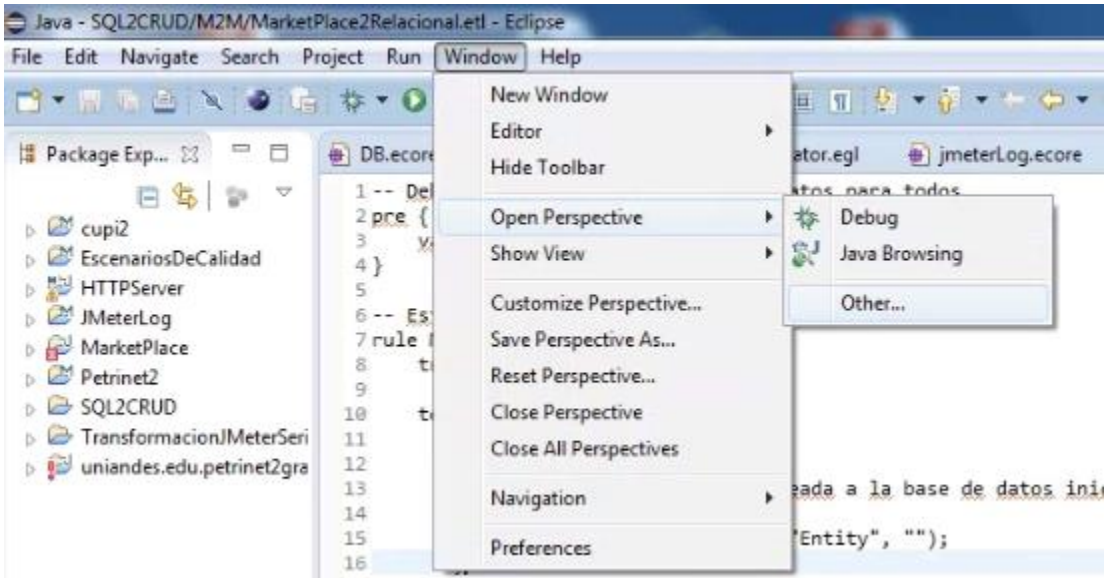 Java - SQL2CRUD/M2M/MarketPlace2Relacional.etl - Eclipse
File Edit Navigate Search Project Run Window Help
Package Exp...
cupi2
EscenariosDeCalidad
HTTPServer
JMeterLog
MarketPlace
Petrinet2
SQL2CRUD
TransformacionJMeterSeri
uniandes.edu.petrinet2gra
DB.ecore
ator.egl
jmeterLog.ecore
1 -- De
atos para todos
2 pre {
3
4 }
5
6 -- Es
7 rule
8
9
10
11
12
13
eada a la base de datos
14
15
"Entity", "");
16
New Window
Editor
Hide Toolbar
Open Perspective
Show View
Customize Perspective...
Save Perspective As...
Reset Perspective...
Close Perspective
Close All Perspectives
Navigation
Preferences
Debug
Java Browsing
Other...